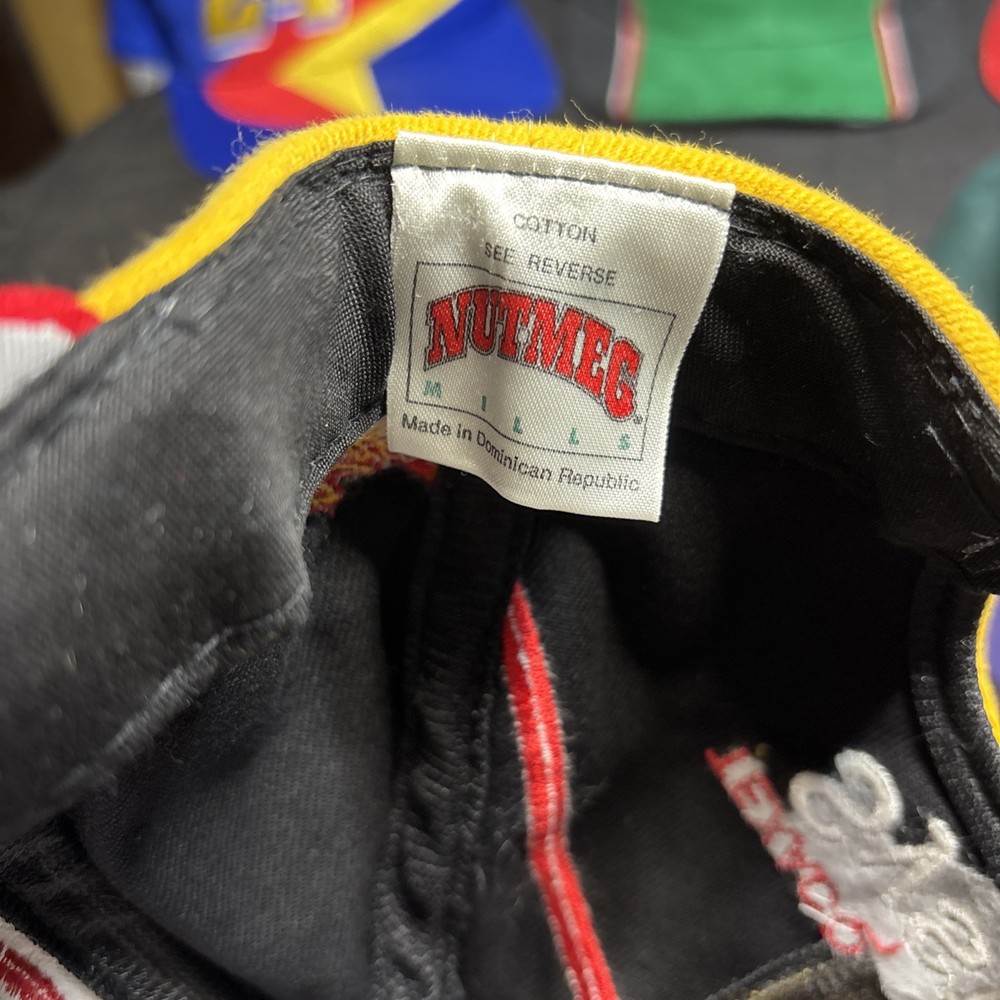 COTTON
SEE REVERSE
NUTMEG
MILLS
Made in Dominican Republic